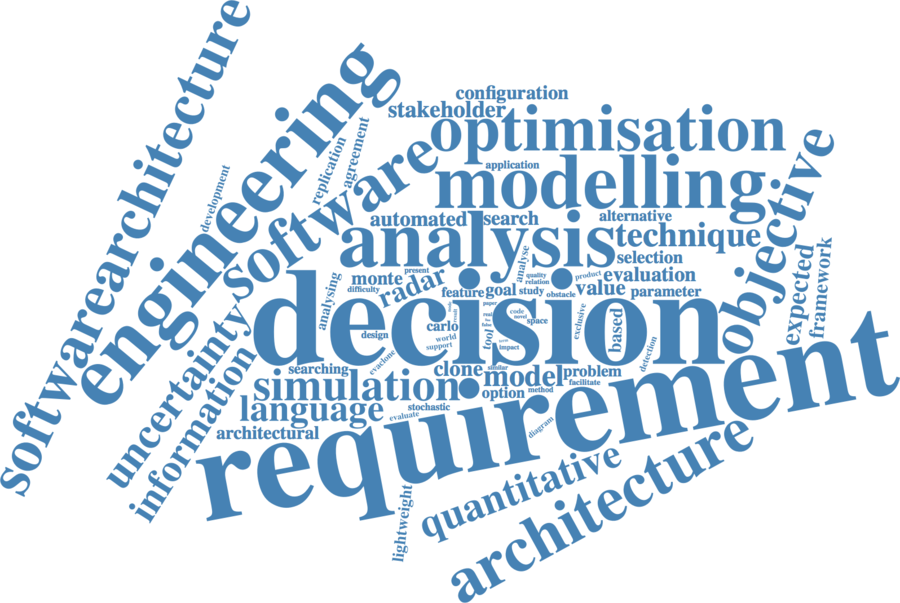 softwarearchitecture
engineering
configuration
stakeholder
optimisation
replication
agreement
software
application
modelling
objective
development
automated
search
alternative
analysis
technique
analyse
selection
monte
present
radar
quality
relation
product
evaluation
expected
framework
difficulty
feature
goal
study
obstacle
value
parameter
uncertainty
analysing
decision
paper
code
novel
space
exclusive
based
carlo
tool
design
world
support
impact
information
evaclone
detection
searching
clone
similar
model
problem
facilitate
simulation
option
method
language
stochastic
evaluate
requirement
architectural
diagram
lightweight
quantitative
architecture